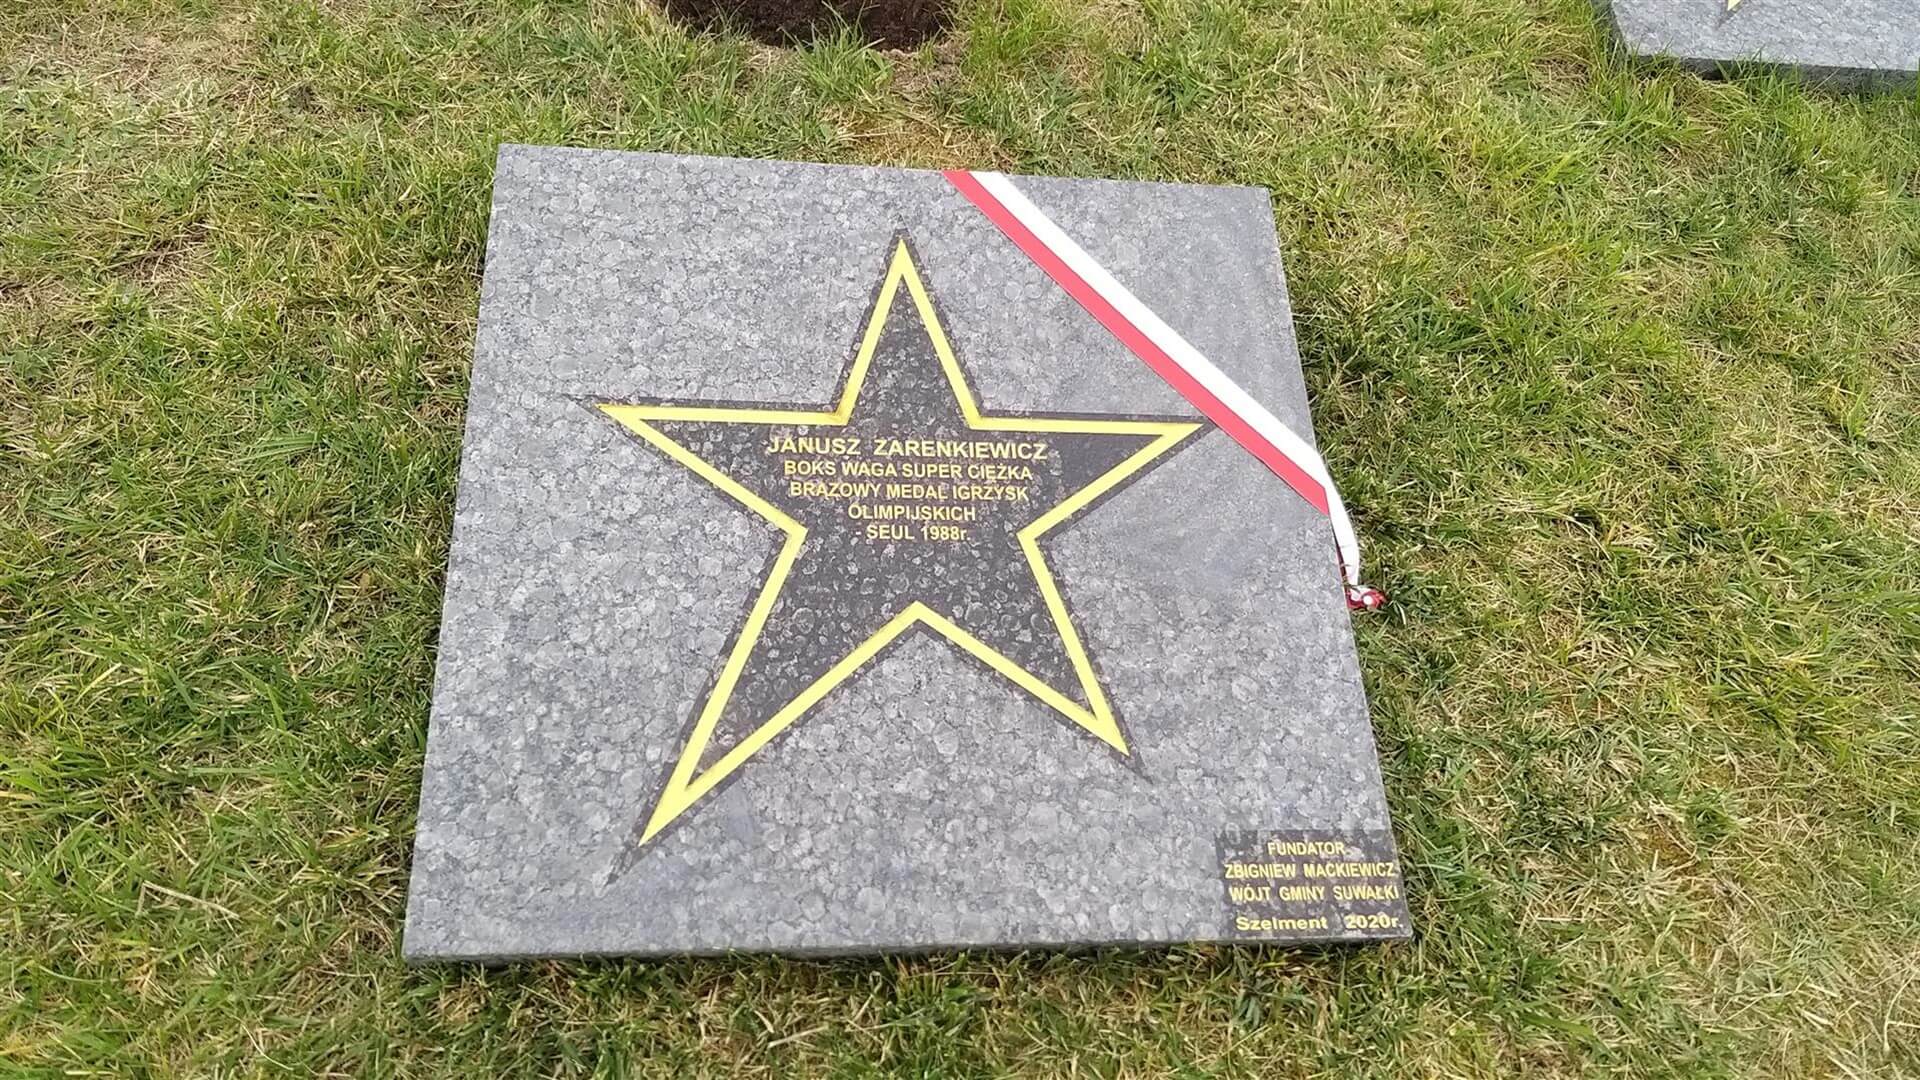 JANUSZ ZARENKIEWICZ
BOKS WAGA SUPER CIĘŻKA
BRĄZOWY MEDAL IGRZYSK
OLIMPIJSKICH
- SEUL 1988r.
FUNDATOR
ZBIGNIEW MACKIEWICZ
WÓJT GMINY SUWAŁKI
Szelment 2020r.